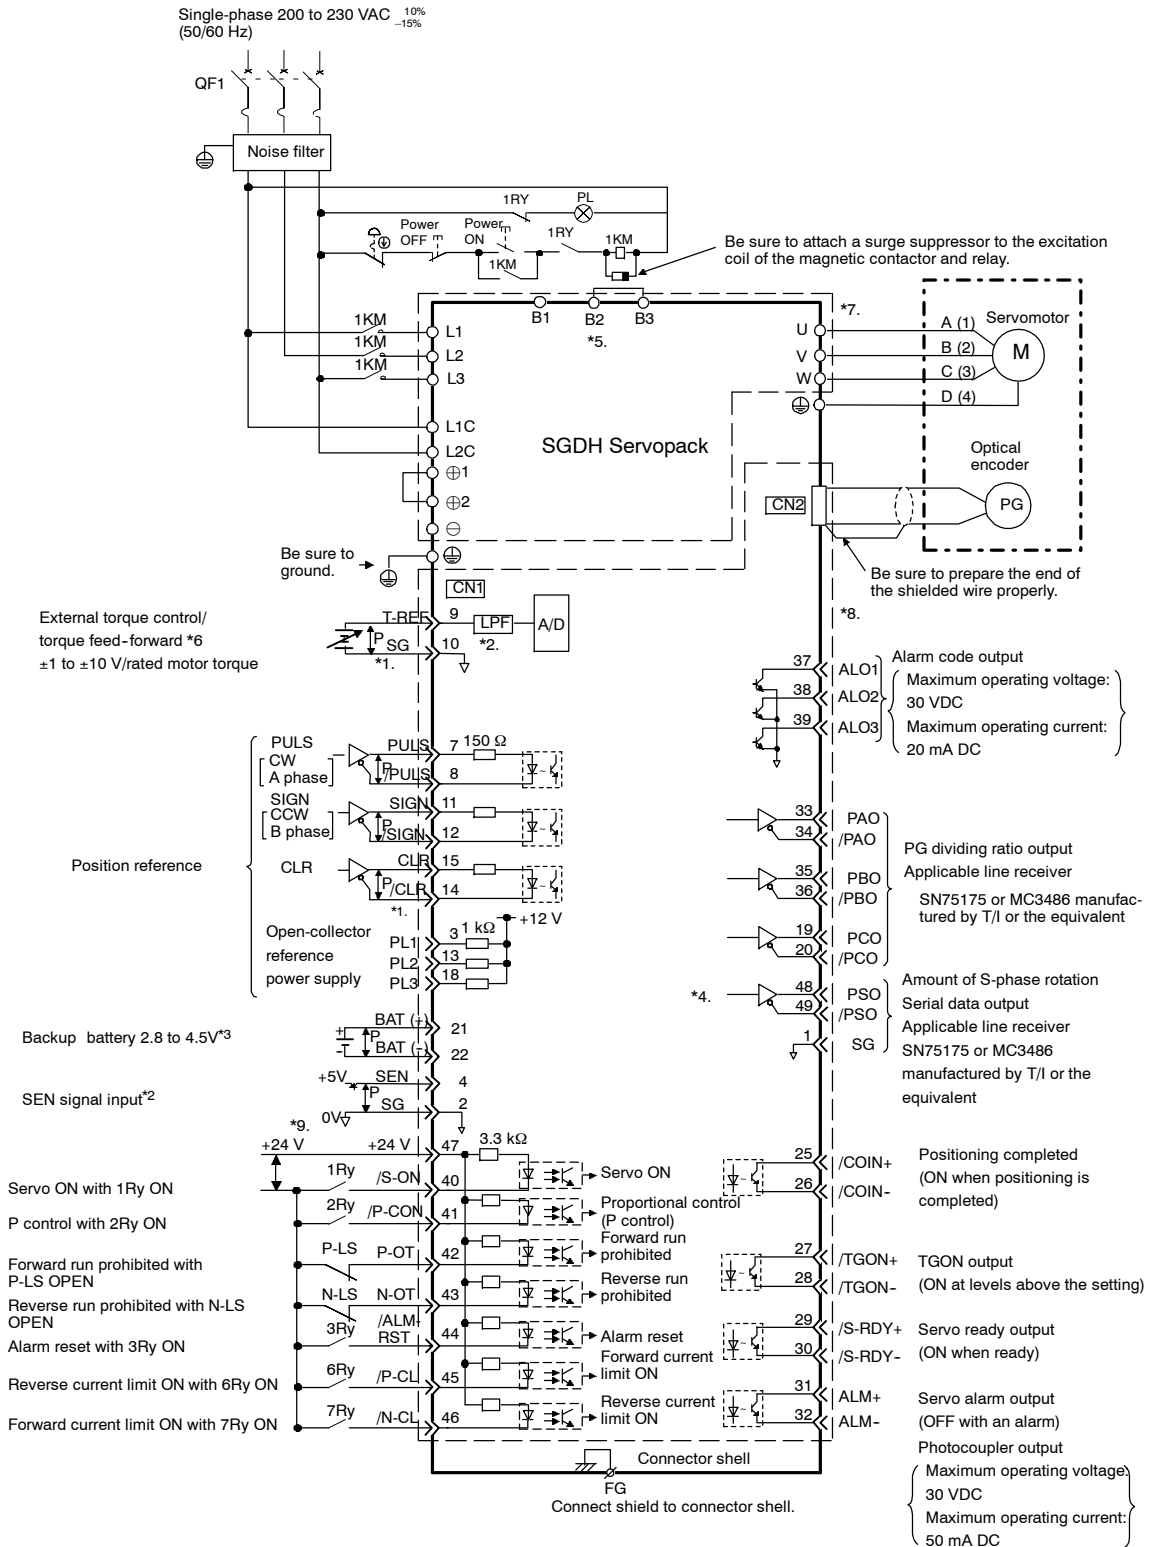 Single-phase 200 to 230 VAC 10% −15%
(50/60 Hz)
QF1
Noise filter
1RY
PL
Power OFF
Power ON
1RY
1KM
1KM
Be sure to attach a surge suppressor to the excitation
coil of the magnetic contactor and relay.
B1
B2
B3
*5.
*7.
1KM
L1
1KM
L2
1KM
L3
U
V
W
A (1)
B (2)
C (3)
D (4)
Servomotor
M
L1C
L2C
⊕1
⊕2
⊖
SGDH Servopack
Optical
encoder
CN2
PG
Be sure to
ground.
Be sure to prepare the end of
the shielded wire properly.
*8.
CN1
External torque control/
torque feed-forward *6
±1 to ±10 V/rated motor torque
T-REF
9
LPF
A/D
P
SG
10
*1.
*2.
37
ALO1
38
ALO2
39
ALO3
Alarm code output
Maximum operating voltage:
30 VDC
Maximum operating current:
20 mA DC
Position reference
PULS
CW
A phase
PULS
7
150 Ω
P
/PULS
8
SIGN
CCW
B phase
SIGN
11
P
/SIGN
12
CLR
CLR
15
P
/CLR
14
*1.
+12 V
Open-collector
reference
power supply
PL1
3
1 kΩ
PL2
13
PL3
18
33
PAO
34
/PAO
35
PBO
36
/PBO
19
PCO
20
/PCO
PG dividing ratio output
Applicable line receiver
SN75175 or MC3486 manufac-
tured by T/I or the equivalent
*4.
48
PSO
49
/PSO
1
SG
Amount of S-phase rotation
Serial data output
Applicable line receiver
SN75175 or MC3486
manufactured by T/I or the
equivalent
Backup battery 2.8 to 4.5V*3
+
-
BAT (+)
21
P
BAT (-)
22
SEN signal input*2
+5V
SEN
4
P
0V
SG
2
*9.
+24 V
+24 V
47
3.3 kΩ
Servo ON with 1Ry ON
1Ry
/S-ON
40
Servo ON
P control with 2Ry ON
2Ry
/P-CON
41
Proportional control
(P control)
Forward run prohibited with
P-LS OPEN
P-LS
P-OT
42
Forward run
prohibited
Reverse run prohibited with N-LS
OPEN
N-LS
N-OT
43
Reverse run
prohibited
Alarm reset with 3Ry ON
3Ry
/ALM-
RST
44
Alarm reset
Reverse current limit ON with 6Ry ON
6Ry
/P-CL
45
Forward current
limit ON
Forward current limit ON with 7Ry ON
7Ry
/N-CL
46
Reverse current
limit ON
25
/COIN+
26
/COIN-
Positioning completed
(ON when positioning is
completed)
27
/TGON+
28
/TGON-
TGON output
(ON at levels above the setting)
29
/S-RDY+
30
/S-RDY-
Servo ready output
(ON when ready)
31
ALM+
32
ALM-
Servo alarm output
(OFF with an alarm)
Photocoupler output
Maximum operating voltage:
30 VDC
Maximum operating current:
50 mA DC
Connector shell
FG
Connect shield to connector shell.